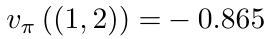 v_π ((1, 2)) = − 0.865